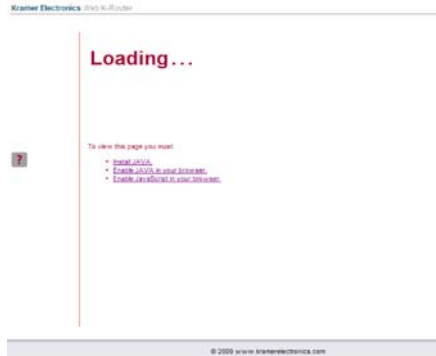 Kramer Electronics Web K-Router
Loading...
To view this page you must:
Install JAVA.
Enable JAVA in your browser.
Enable JavaScript in your browser.
?
© 2009 www.kramerelectronics.com